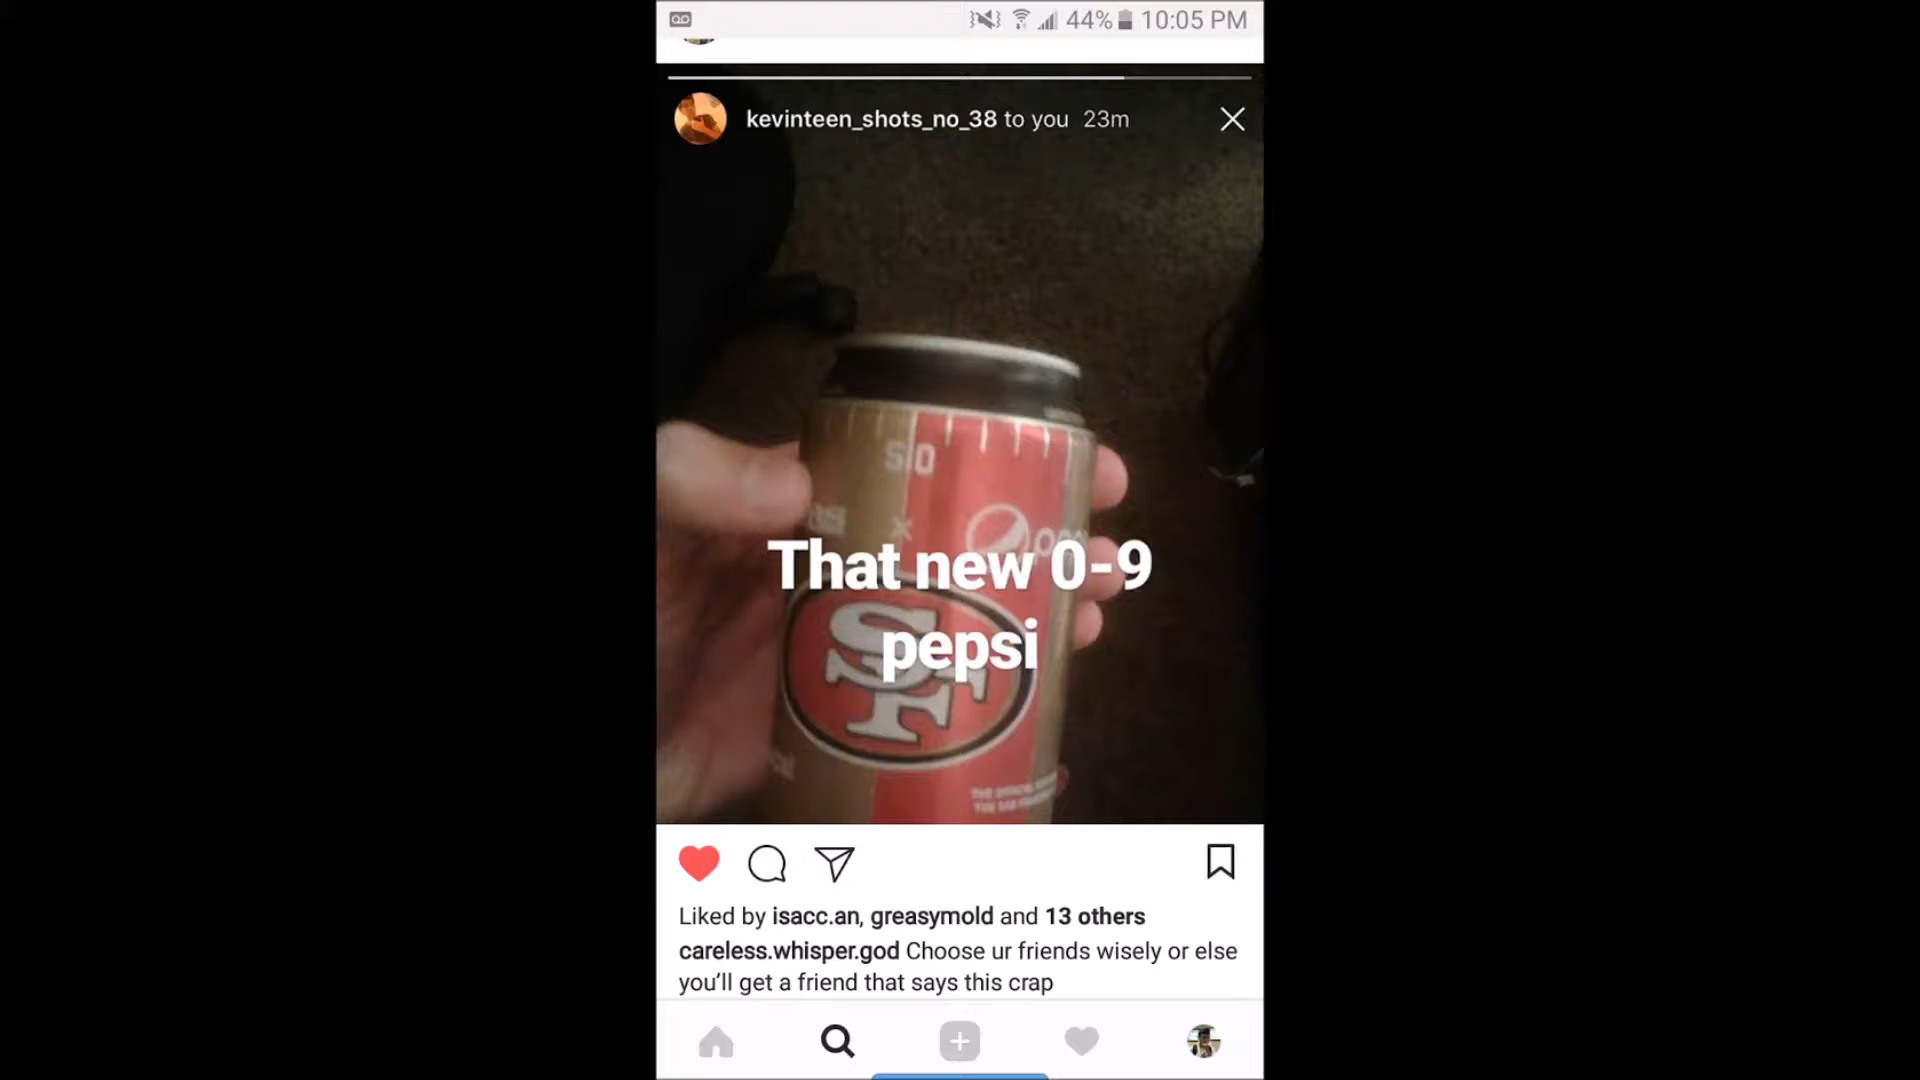 44% 10:05 PM
kevinteen_shots_no_38 to you 23m
50
x
That new 0-9
pepsi
SF
Liked by isacc.an, greasymold and 13 others
careless.whisper.god Choose ur friends wisely or else
you'll get a friend that says this crap